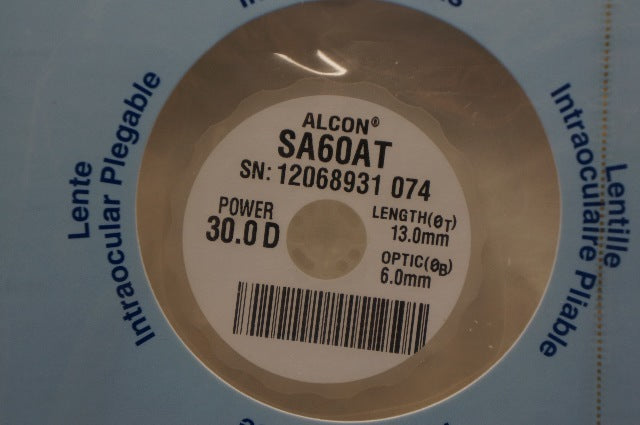 ALCON®
SA60AT
SN: 12068931 074
POWER
30.0 D
LENGTH(ØT)
13.0mm
OPTIC(ØB)
6.0mm
Lente
Intraocular Plegable
Lentille
Intraoculaire Pliable